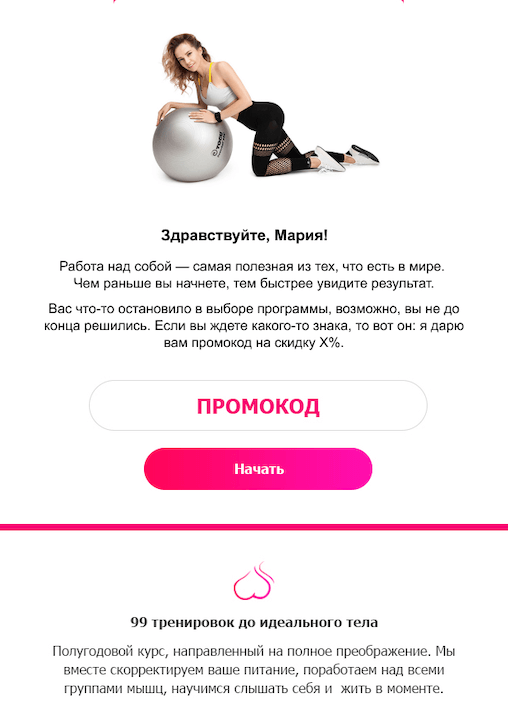 TOGU
Здравствуйте, Мария!
Работа над собой — самая полезная из тех, что есть в мире.
Чем раньше вы начнете, тем быстрее увидите результат.
Вас что-то остановило в выборе программы, возможно, вы не до
конца решились. Если вы ждете какого-то знака, то вот он: я дарю
вам промокод на скидку X%.
ПРОМОКОД
Начать
99 тренировок до идеального тела
Полугодовой курс, направленный на полное преображение. Мы
вместе скорректируем ваше питание, поработаем над всеми
группами мышц, научимся слышать себя и  жить в моменте.